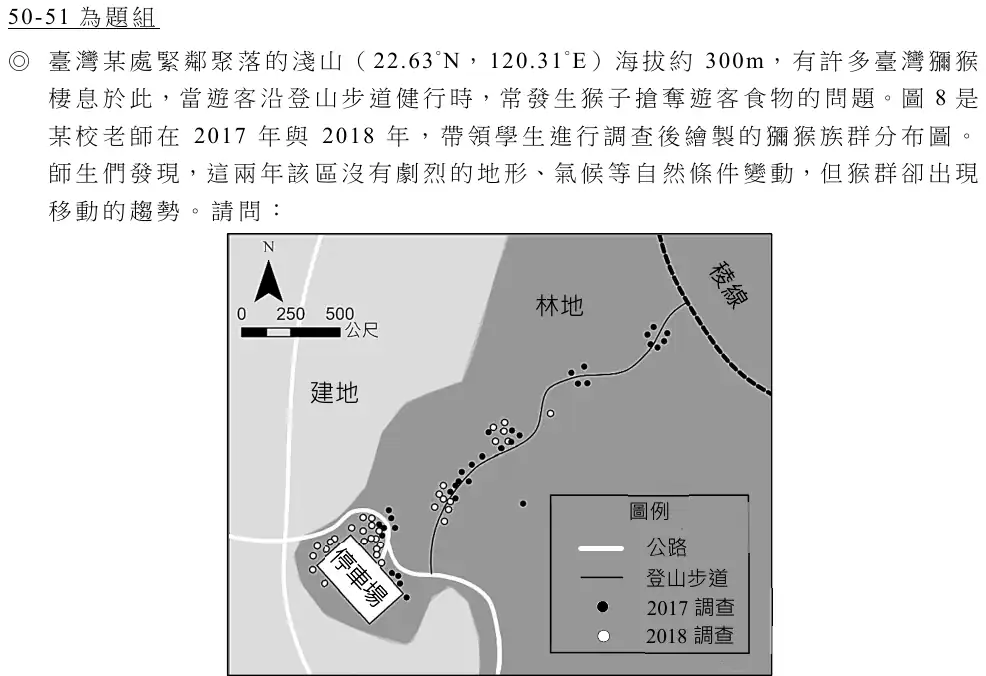 50-51 為題組
◎ 臺灣某處緊鄰聚落的淺山（22.63°N，120.31°E）海拔約 300m，有許多臺灣獼猴
棲息於此，當遊客沿登山步道健行時，常發生猴子搶奪遊客食物的問題。圖 8 是
某校老師在 2017 年與 2018 年，帶領學生進行調查後繪製的獼猴族群分布圖。
師生們發現，這兩年該區沒有劇烈的地形、氣候等自然條件變動，但猴群卻出現
移動的趨勢。請問：
N
0 250 500
公尺
林地
稜線
建地
停車場
圖例
公路
登山步道
2017 調查
2018 調查